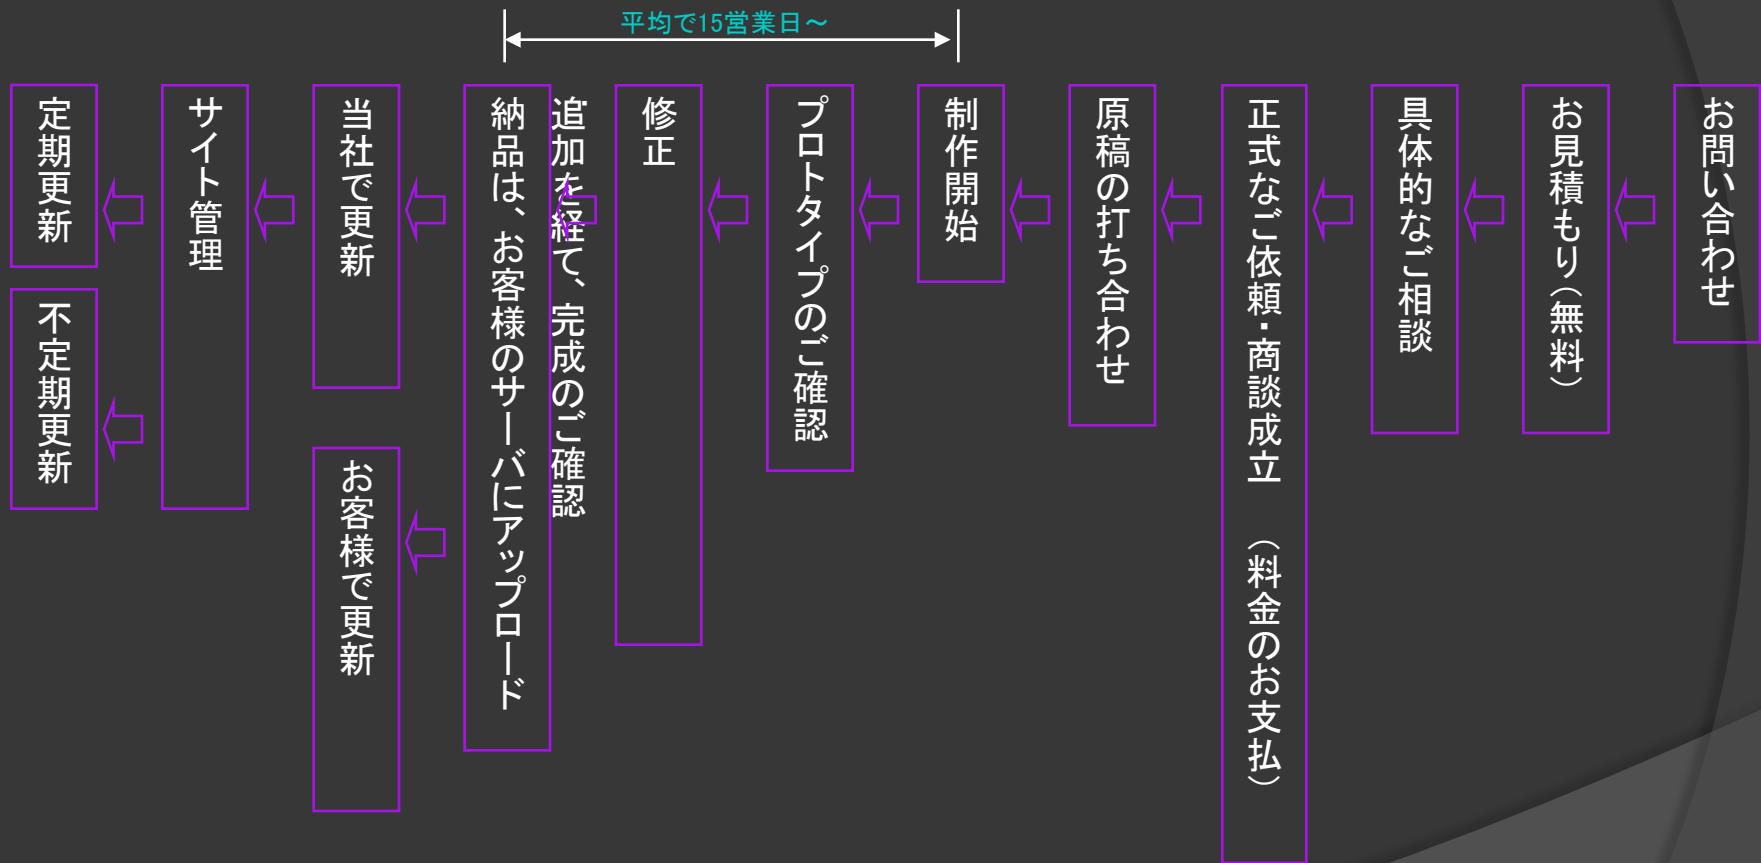 平均で15営業日～
お問い合わせ
お見積もり（無料）
具体的なご相談
正式なご依頼・商談成立　（料金のお支払）
原稿の打ち合わせ
制作開始
プロトタイプのご確認
修正
追加を経て、完成のご確認
納品は、お客様のサーバにアップロード
当社で更新
お客様で更新
サイト管理
定期更新
不定期更新